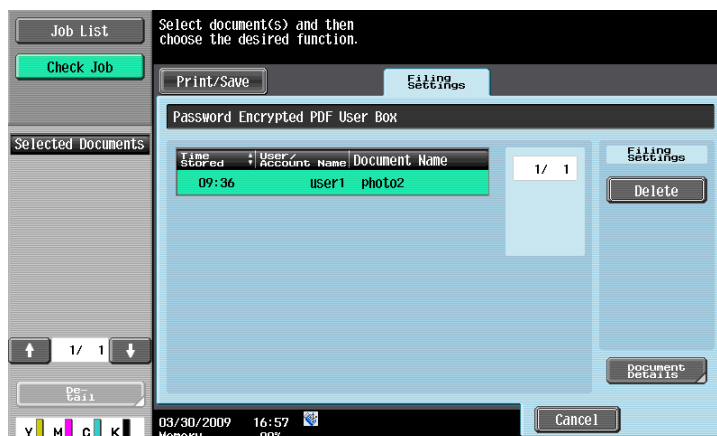 Job List
Check Job
Select document(s) and then
choose the desired function.
Print/Save
Filing
Settings
Password Encrypted PDF User Box
Selected Documents
Time
Stored
User/
Account Name
Document Name
09:36 user1 photo2
1/ 1
Filing
Settings
Delete
1/ 1
De-
tail
Document
Details
Y M C K
03/30/2009 16:57
Memory
Cancel